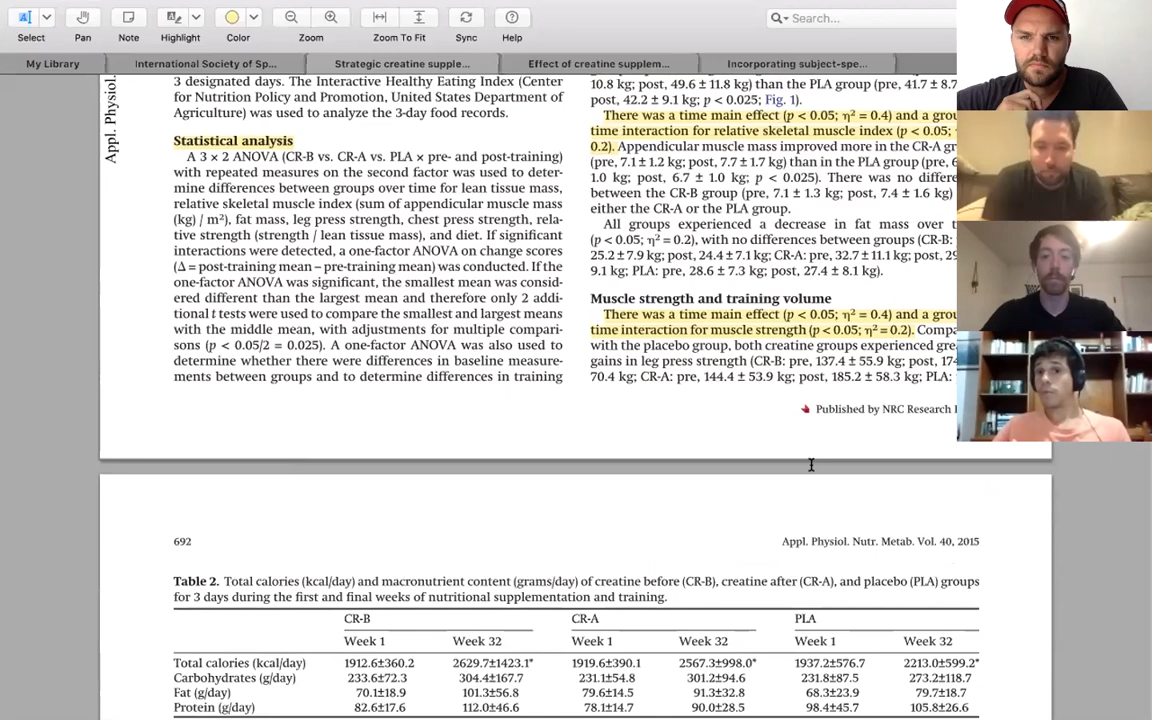 Select
Pan
Note
Highlight
Color
Zoom
Zoom To Fit
Sync
Help
Search...
My Library
International Society of Sp...
Strategic creatine supple...
Effect of creatine supplem...
Incorporating subject-spe...
Appl. Physiol.
3 designated days. The Interactive Healthy Eating Index (Center
for Nutrition Policy and Promotion, United States Department of
Agriculture) was used to analyze the 3-day food records.
Statistical analysis
A 3 × 2 ANOVA (CR-B vs. CR-A vs. PLA × pre- and post-training)
with repeated measures on the second factor was used to deter-
mine differences between groups over time for lean tissue mass,
relative skeletal muscle index (sum of appendicular muscle mass
(kg) / m²), fat mass, leg press strength, chest press strength, rela-
tive strength (strength / lean tissue mass), and diet. If significant
interactions were detected, a one-factor ANOVA on change scores
(Δ = post-training mean – pre-training mean) was conducted. If the
one-factor ANOVA was significant, the smallest mean was consid-
ered different than the largest mean and therefore only 2 addi-
tional t tests were used to compare the smallest and largest means
with the middle mean, with adjustments for multiple compari-
sons (p < 0.05/2 = 0.025). A one-factor ANOVA was also used to
determine whether there were differences in baseline measure-
ments between groups and to determine differences in training
10.8 kg; post, 49.6 ± 11.8 kg) than the PLA group (pre, 41.7 ± 8.7
post, 42.2 ± 9.1 kg; p < 0.025; Fig. 1).
There was a time main effect (p < 0.05; η² = 0.4) and a grou
time interaction for relative skeletal muscle index (p < 0.05;
0.2). Appendicular muscle mass improved more in the CR-A gr
(pre, 7.1 ± 1.2 kg; post, 7.7 ± 1.7 kg) than in the PLA group (pre, 6
1.0 kg; post, 6.7 ± 1.0 kg; p < 0.025). There was no differe
between the CR-B group (pre, 7.1 ± 1.3 kg; post, 7.4 ± 1.6 kg)
either the CR-A or the PLA group.
All groups experienced a decrease in fat mass over t
(p < 0.05; η² = 0.2), with no differences between groups (CR-B:
25.2 ± 7.9 kg; post, 24.4 ± 7.1 kg; CR-A: pre, 32.7 ± 11.1 kg; post, 29
9.1 kg; PLA: pre, 28.6 ± 7.3 kg; post, 27.4 ± 8.1 kg).
Muscle strength and training volume
There was a time main effect (p < 0.05; η² = 0.4) and a grou
time interaction for muscle strength (p < 0.05; η² = 0.2). Compa
with the placebo group, both creatine groups experienced gre
gains in leg press strength (CR-B: pre, 137.4 ± 55.9 kg; post, 17
70.4 kg; CR-A: pre, 144.4 ± 53.9 kg; post, 185.2 ± 58.3 kg; PLA:
Published by NRC Research
692
Appl. Physiol. Nutr. Metab. Vol. 40, 2015
Table 2. Total calories (kcal/day) and macronutrient content (grams/day) of creatine before (CR-B), creatine after (CR-A), and placebo (PLA) groups
for 3 days during the first and final weeks of nutritional supplementation and training.
CR-B CR-A PLA
Week 1 Week 32 Week 1 Week 32 Week 1 Week 32
Total calories (kcal/day) 1912.6±360.2 2629.7±1423.1* 1919.6±390.1 2567.3±998.0* 1937.2±576.7 2213.0±599.2*
Carbohydrates (g/day) 233.6±72.3 304.4±167.7 231.1±54.8 301.2±94.6 231.8±87.5 273.2±118.7
Fat (g/day) 70.1±18.9 101.3±56.8 79.6±14.5 91.3±32.8 68.3±23.9 79.7±18.7
Protein (g/day) 82.6±17.6 112.0±46.6 78.1±14.7 90.0±28.5 98.4±45.7 105.8±26.6